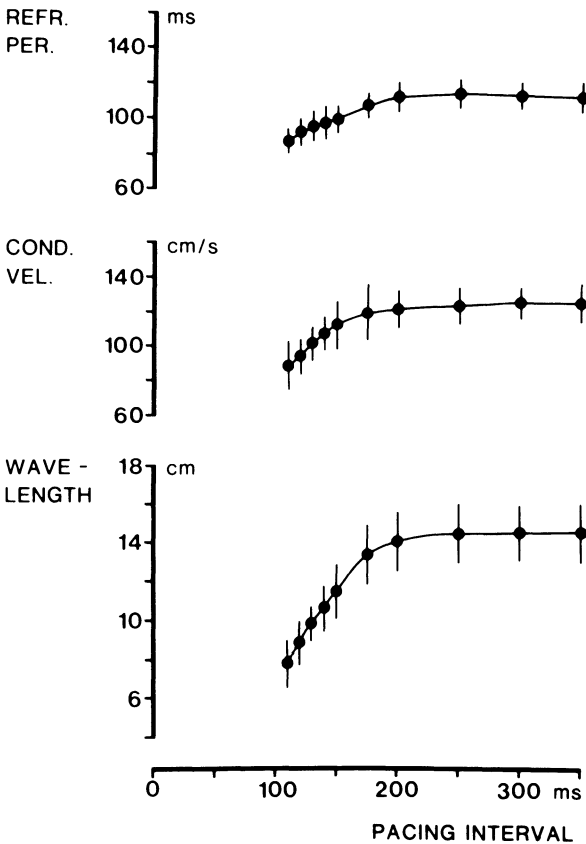 REFR. ms
PER. 140
100
60
COND. cm/s
VEL. 140
100
60
WAVE - 18 cm
LENGTH
14
10
6
0 100 200 300 ms
PACING INTERVAL